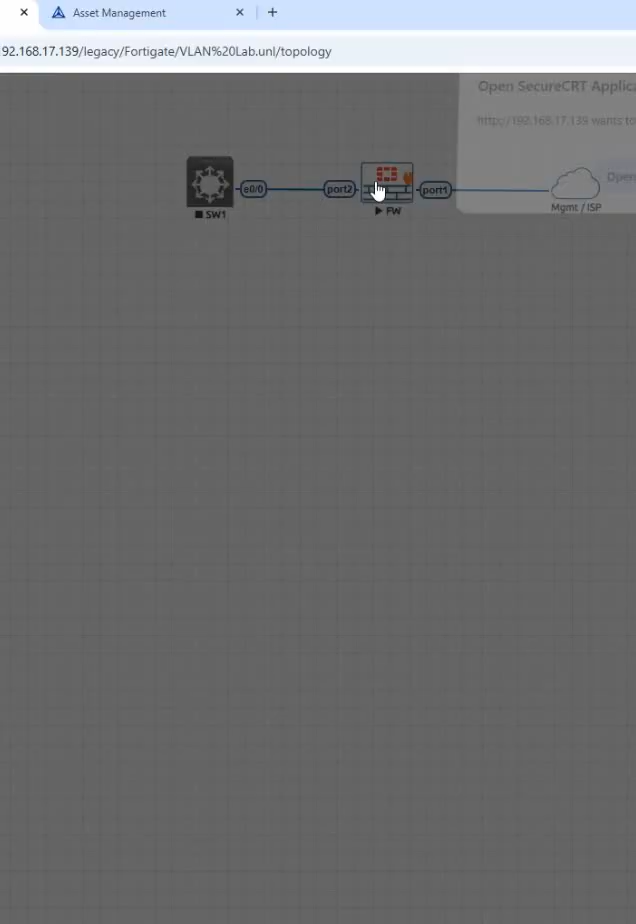 Asset Management
92.168.17.139/legacy/Fortigate/VLAN%20Lab.unl/topology
Open SecureCRT Applica
http://192.168.17.139 wants to
Open
e0/0
port2
port1
SW1
FW
Mgmt / ISP